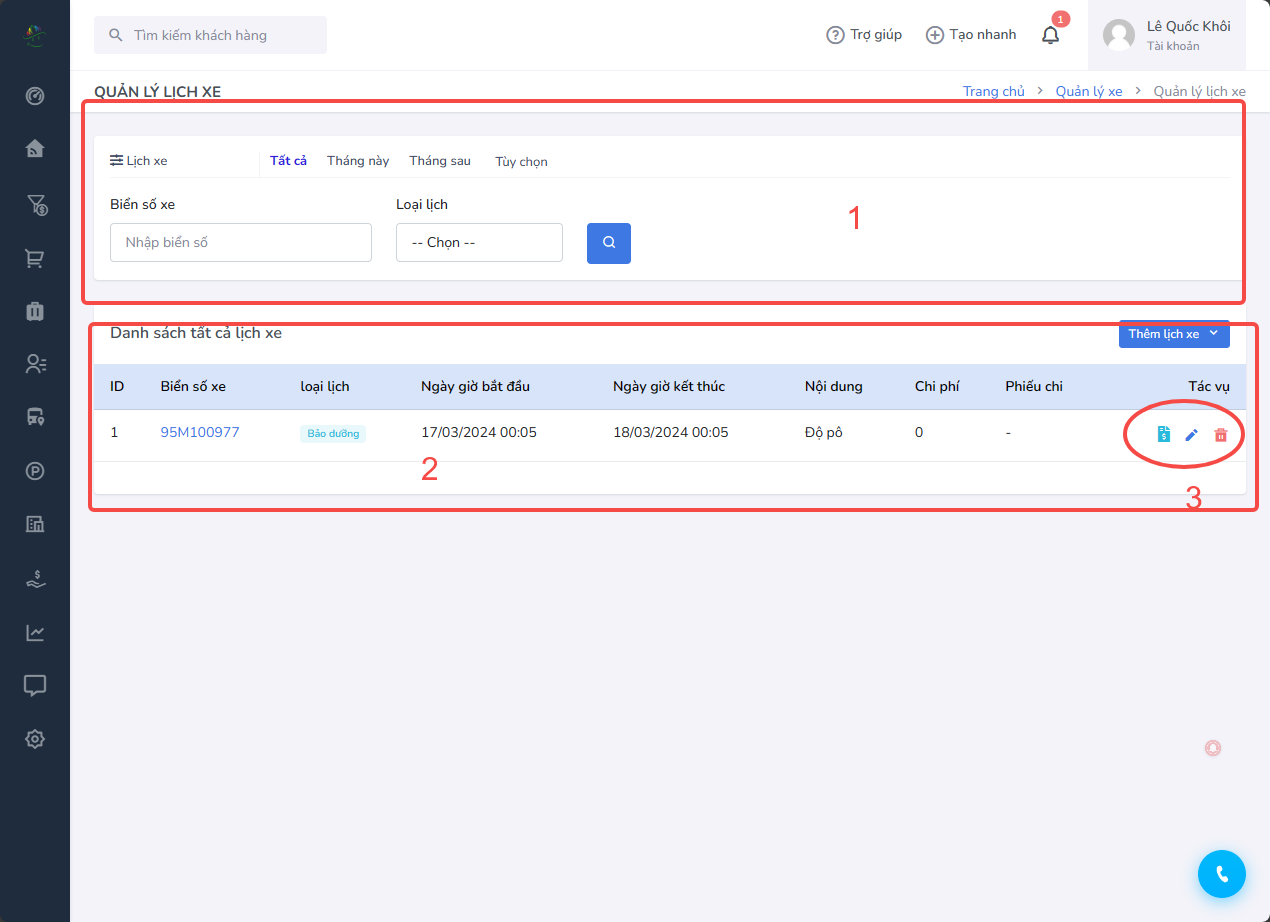 Tìm kiếm khách hàng
Trợ giúp
Tạo nhanh
1
Lê Quốc Khôi
Tài khoản
QUẢN LÝ LỊCH XE
Trang chủ > Quản lý xe > Quản lý lịch xe
Lịch xe Tất cả Tháng này Tháng sau Tùy chọn
Biển số xe Loại lịch
Nhập biển số -- Chọn --
1
Danh sách tất cả lịch xe Thêm lịch xe
ID Biển số xe loại lịch Ngày giờ bắt đầu Ngày giờ kết thúc Nội dung Chi phí Phiếu chi Tác vụ
1 95M100977 Bảo dưỡng 17/03/2024 00:05 18/03/2024 00:05 Độ pô 0 -
2
3